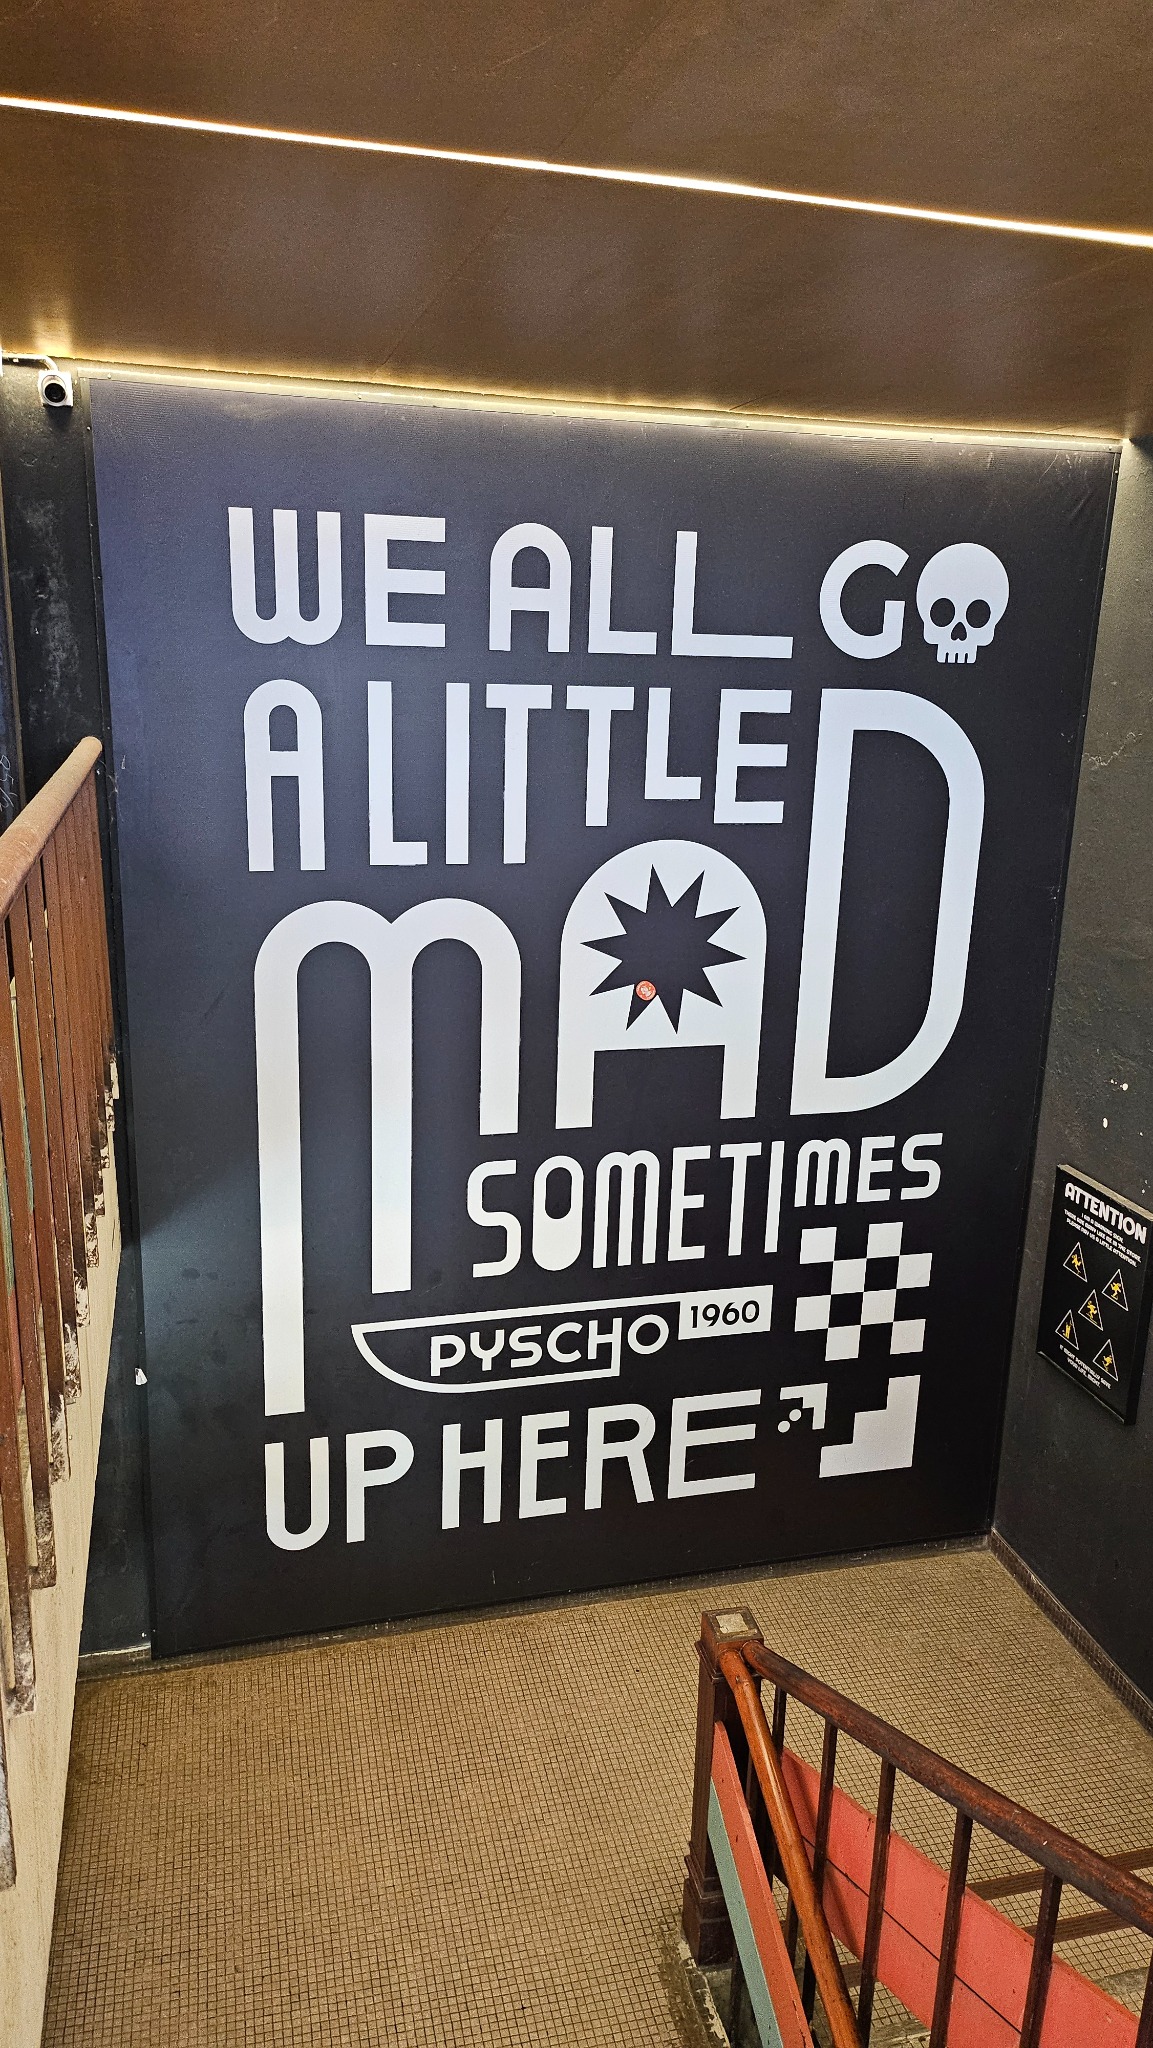 WE ALL GO
A LITTLE
MAD
SOMETIMES
PYSCHO 1960
UP HERE
ATTENTION